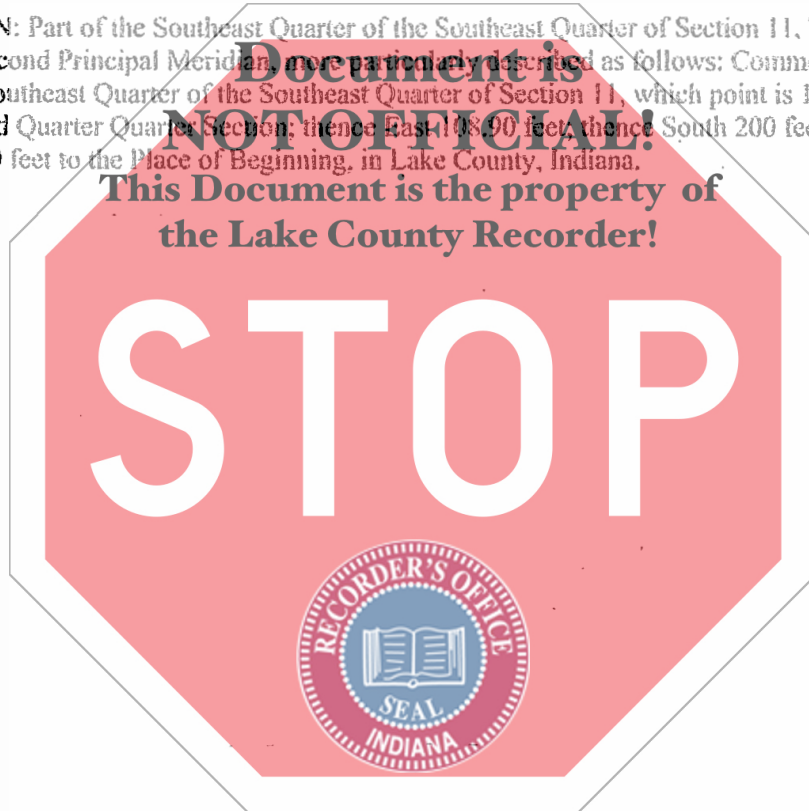 N: Part of the Southeast Quarter of the Southeast Quarter of Section 11,
cond Principal Meridian, more particularly described as follows: Comme
outheast Quarter of the Southeast Quarter of Section 11, which point is 1
d Quarter Quarter Section; thence East 108.90 feet; thence South 200 fee
feet to the Place of Beginning, in Lake County, Indiana.
Document is
NOT OFFICIAL!
This Document is the property of
the Lake County Recorder!
STOP
RECORDER'S OFFICE
SEAL
INDIANA